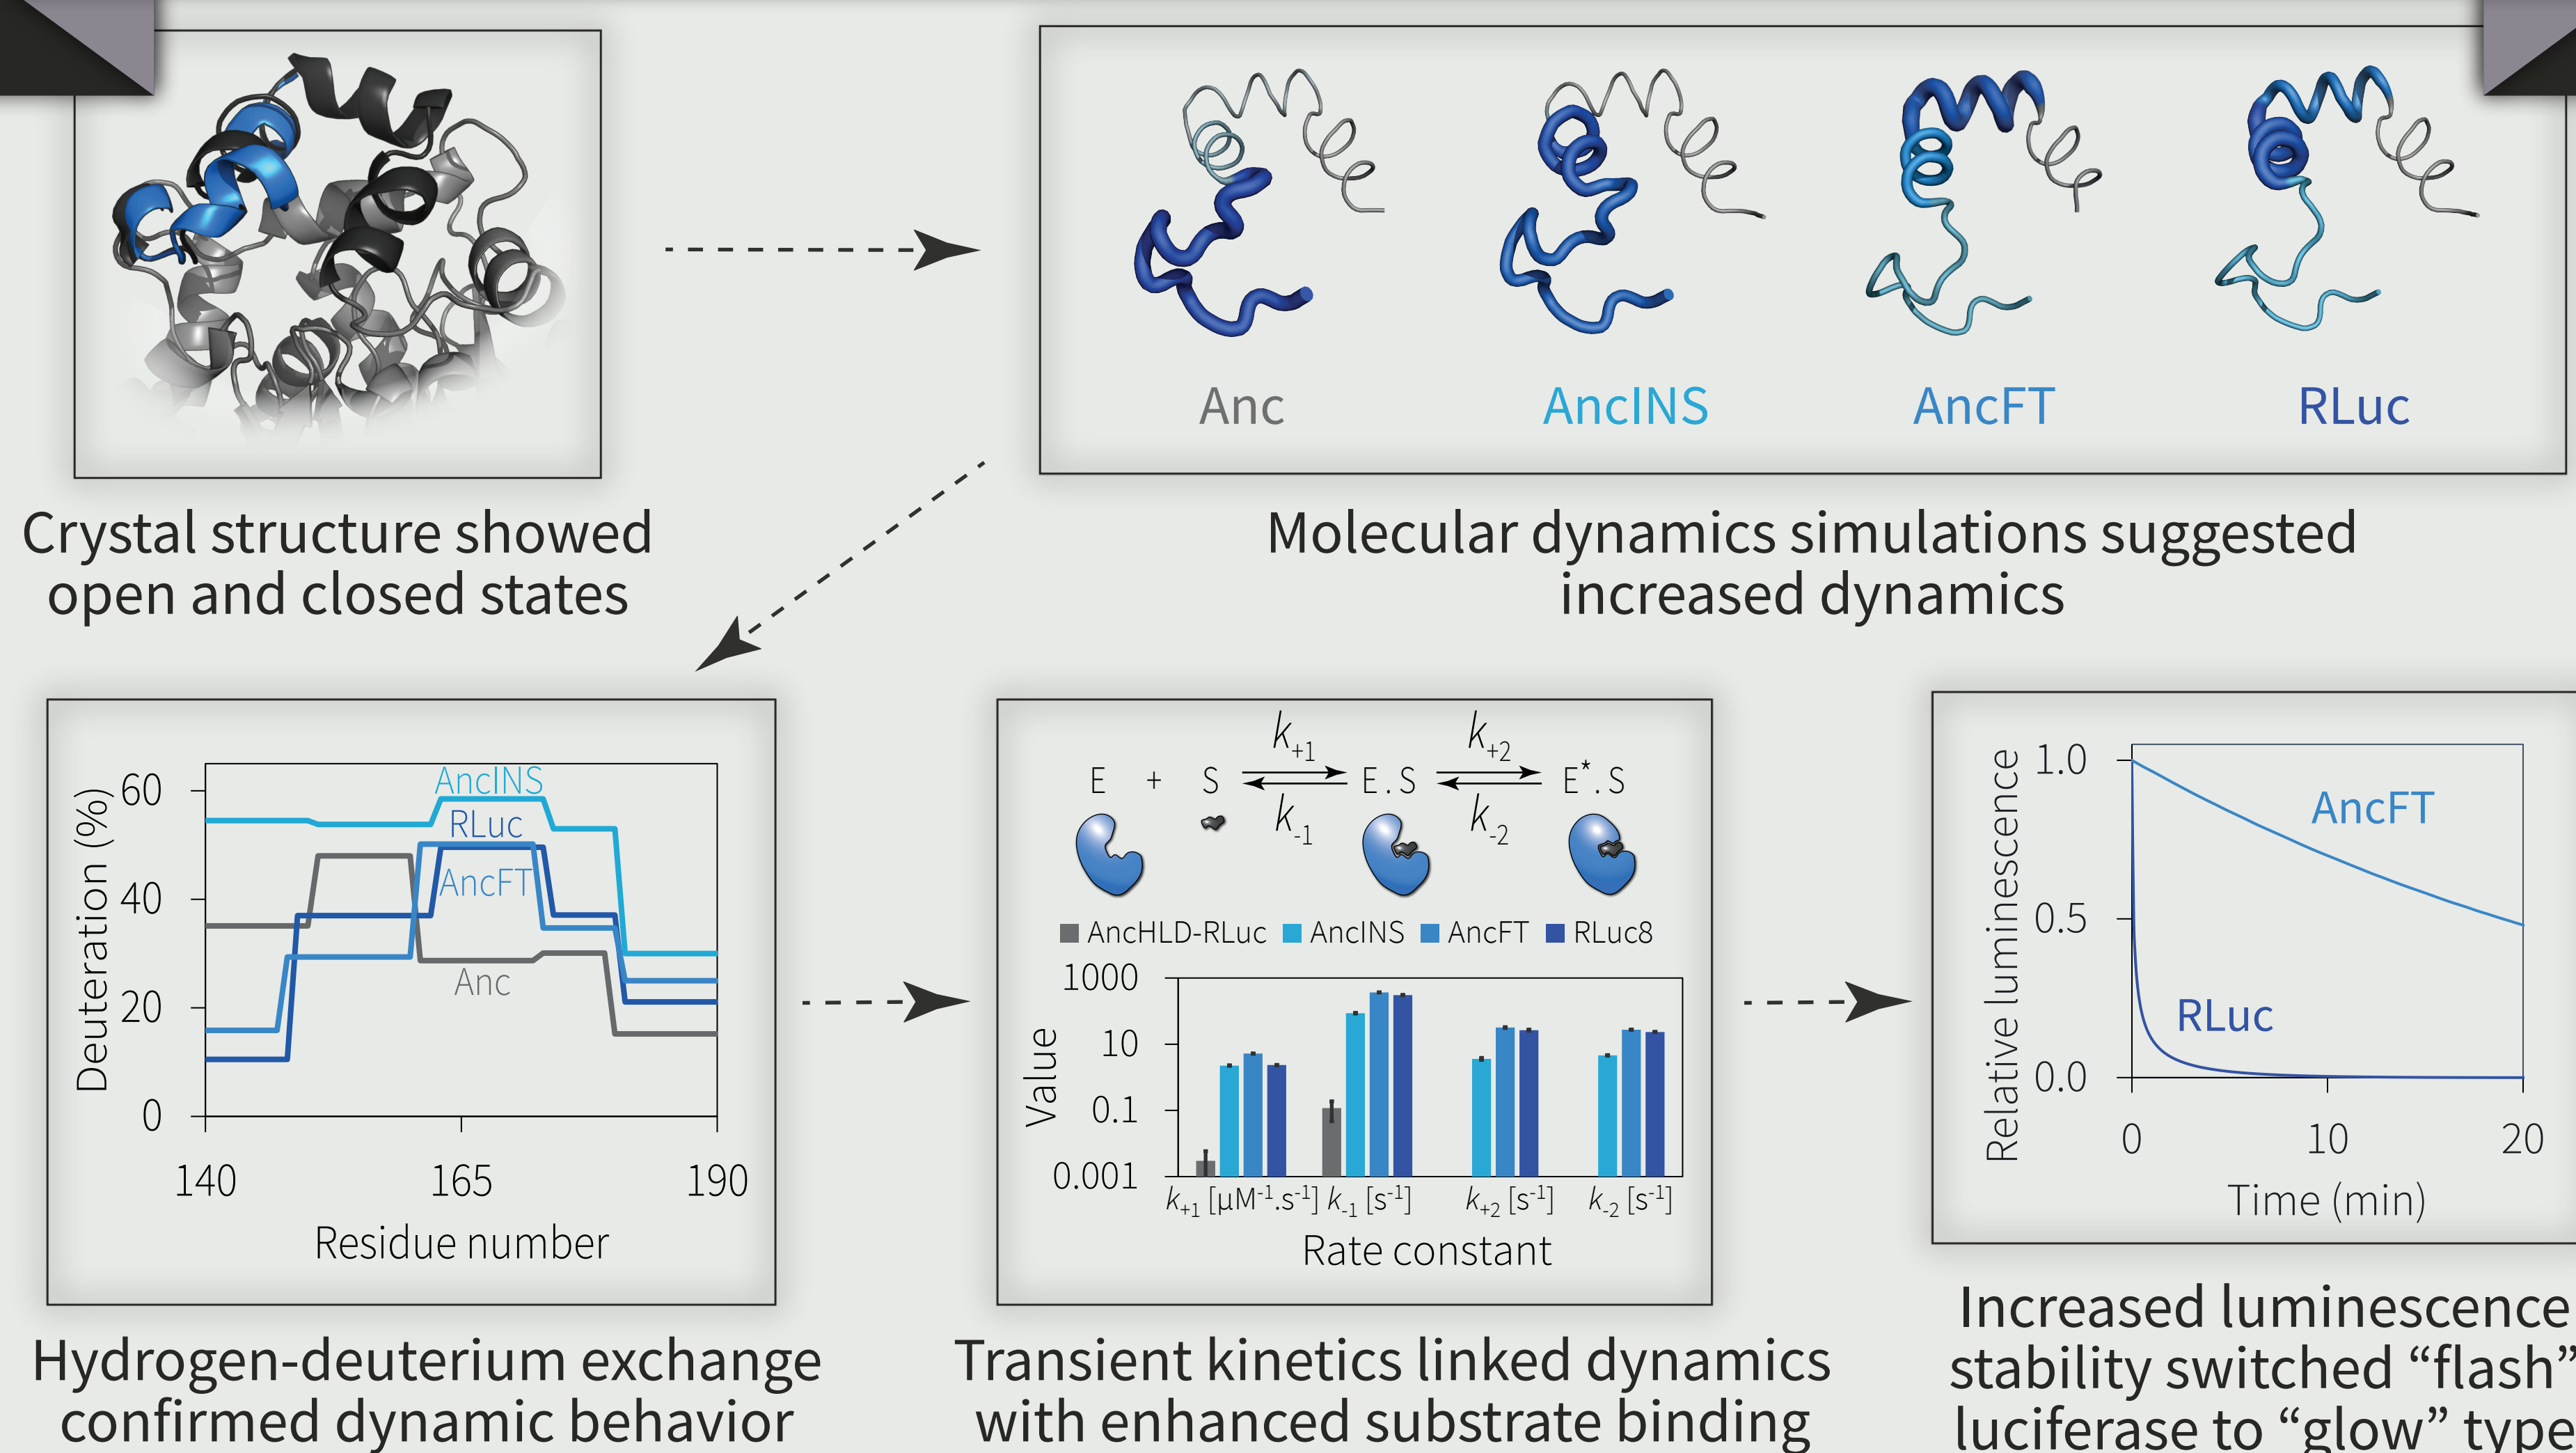 Anc
AncINS
AncFT
RLuc
Crystal structure showed
open and closed states
Molecular dynamics simulations suggested
increased dynamics
Deuteration (%)
60
40
20
0
AncINS
RLuc
AncFT
Anc
140
165
190
Residue number
Hydrogen-deuterium exchange
confirmed dynamic behavior
k+1
k+2
E + S
E.S
E*.S
k-1
k-2
AncHLD-RLuc AncINS AncFT RLuc8
Value
1000
10
0.1
0.001
k+1 [µM-1.s-1] k-1 [s-1] k+2 [s-1] k-2 [s-1]
Rate constant
Transient kinetics linked dynamics
with enhanced substrate binding
Relative luminescence
1.0
0.5
0.0
AncFT
RLuc
0
10
20
Time (min)
Increased luminescence
stability switched “flash”
luciferase to “glow” type